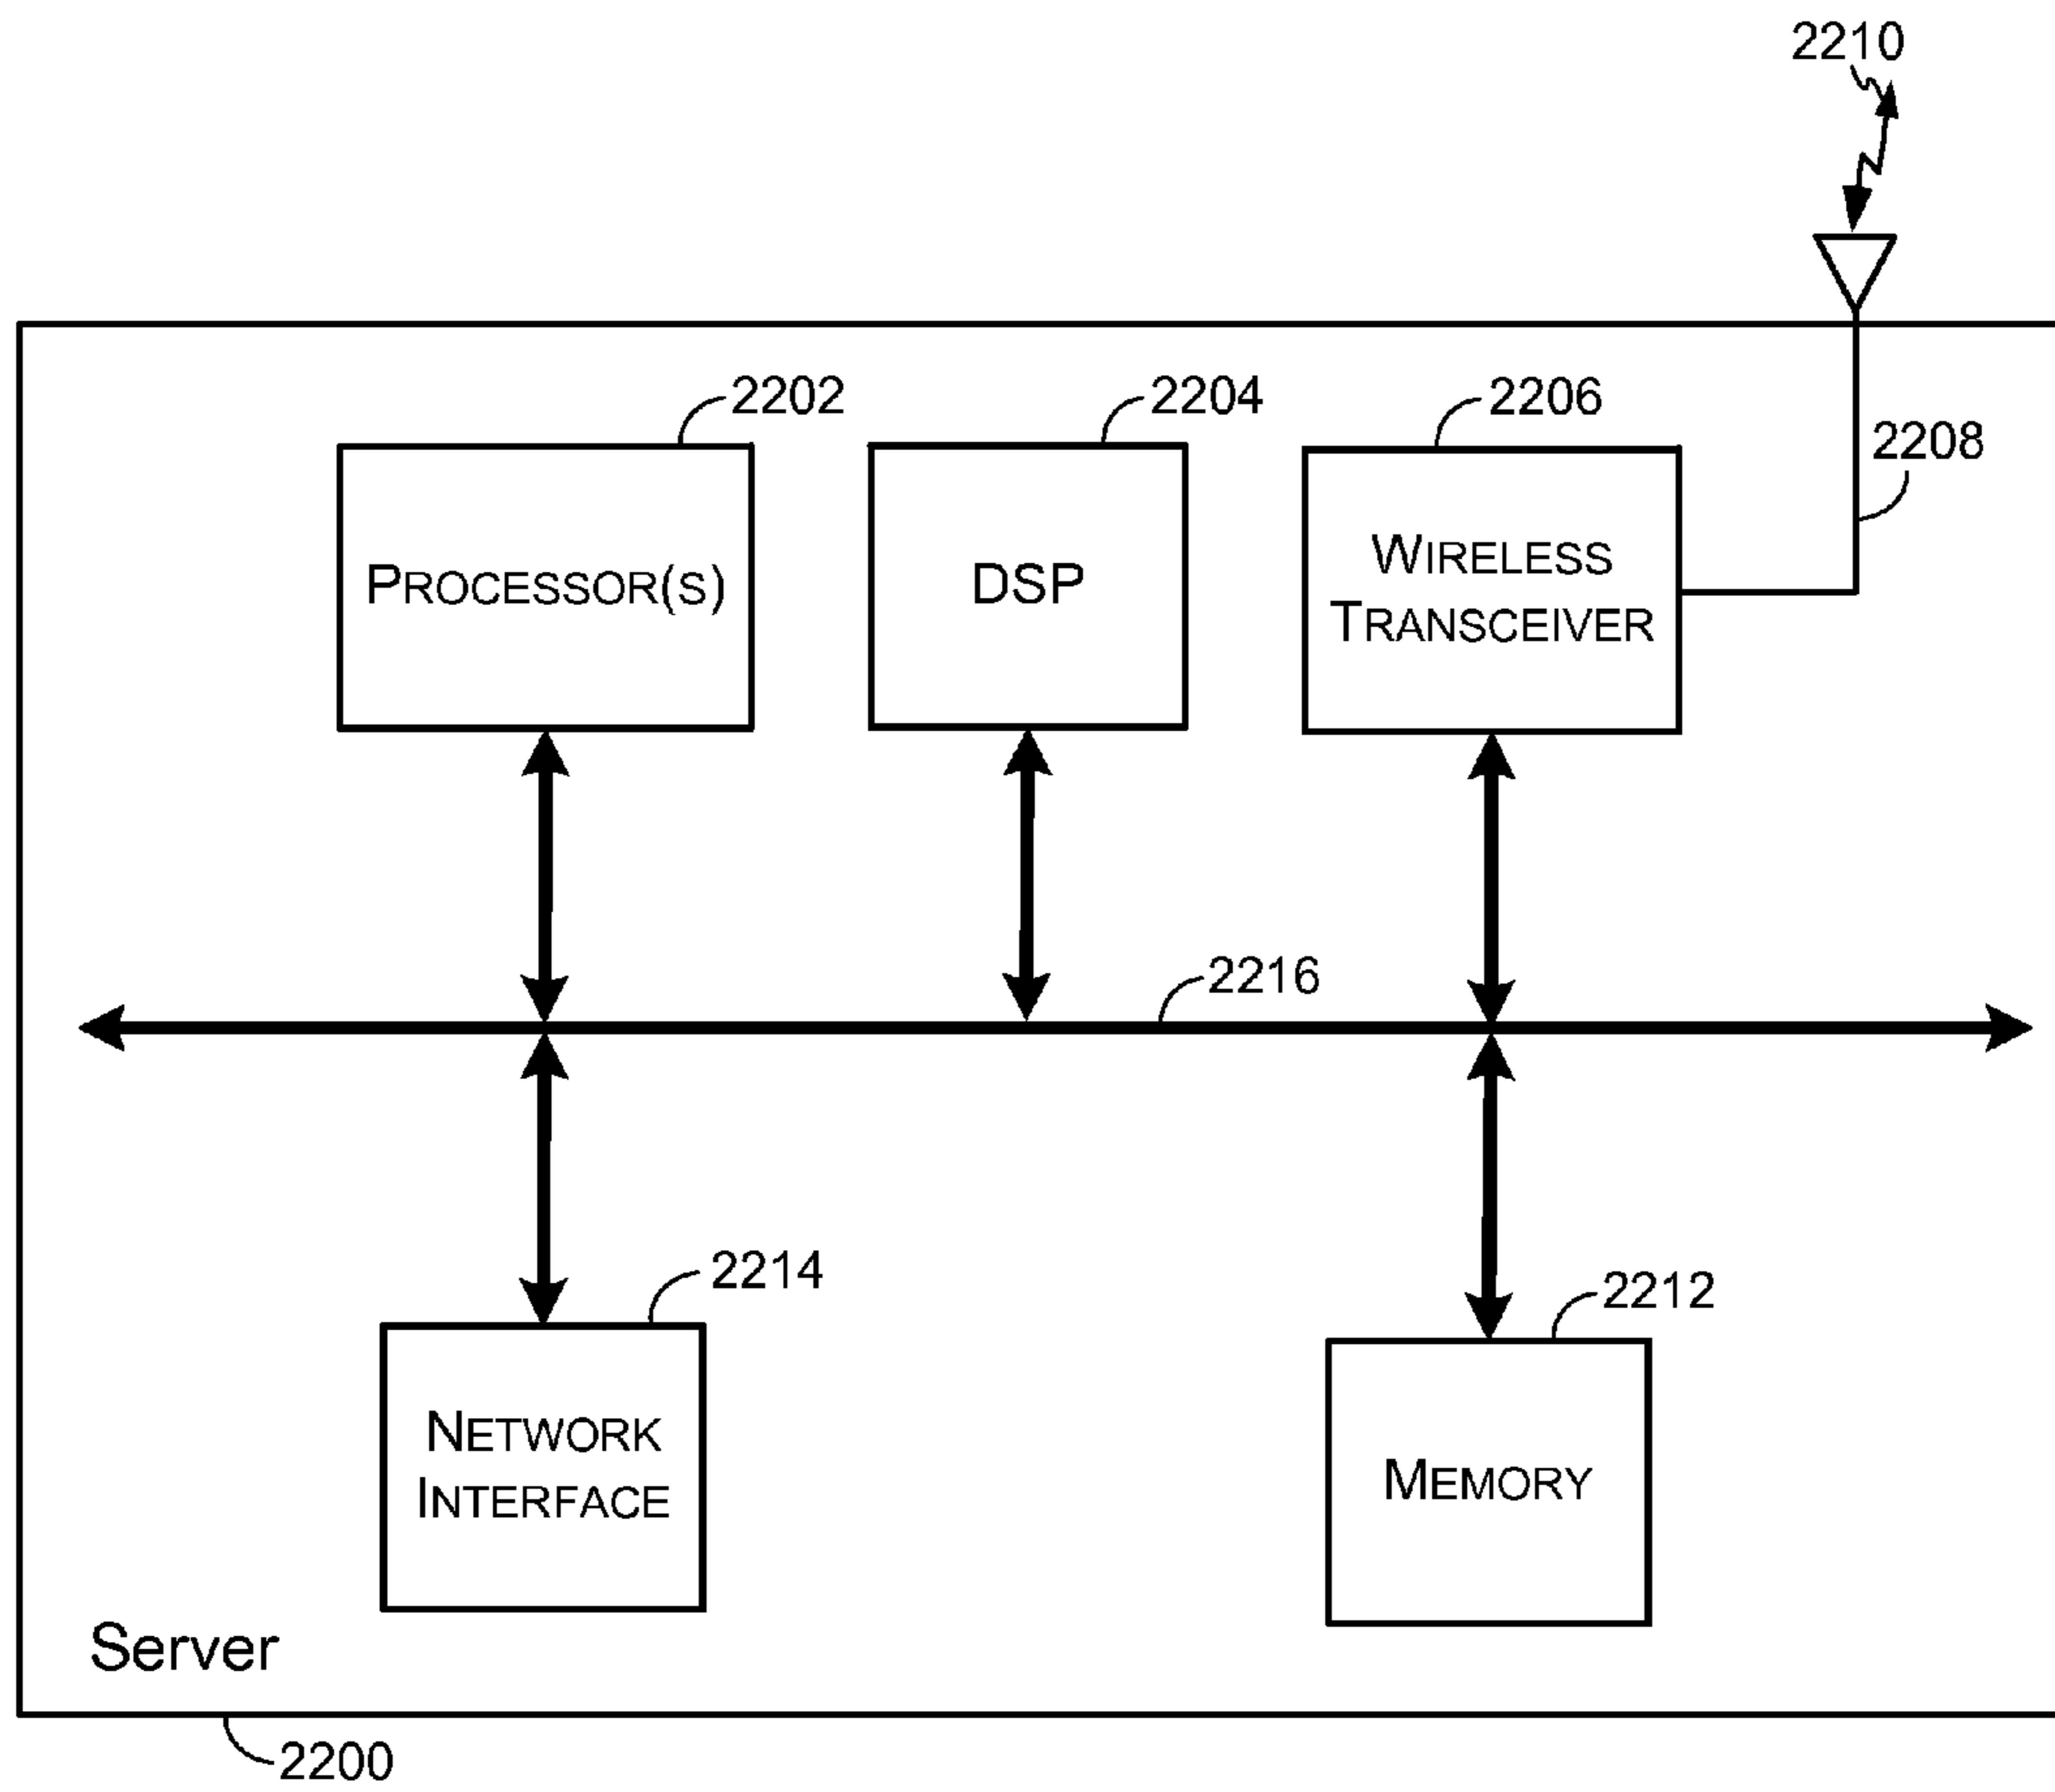 2210
2202
2204
2206
2208
PROCESSOR(S)
DSP
WIRELESS
TRANSCEIVER
2216
2214
2212
NETWORK
INTERFACE
MEMORY
Server
2200